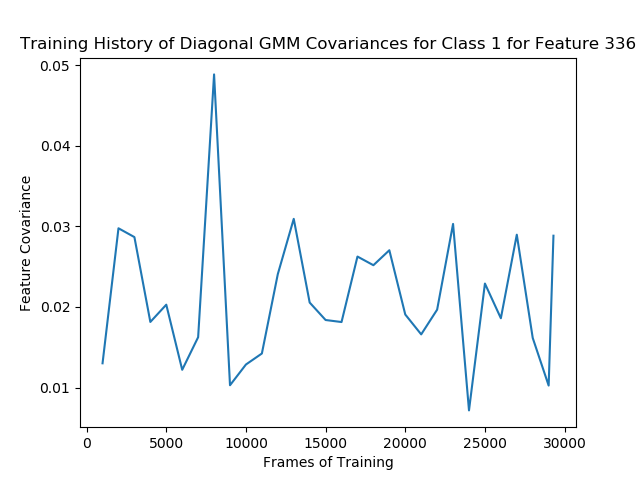 Training History of Diagonal GMM Covariances for Class 1 for Feature 336
0.05
0.04
0.03
0.02
0.01
Feature Covariance
0 5000 10000 15000 20000 25000 30000
Frames of Training